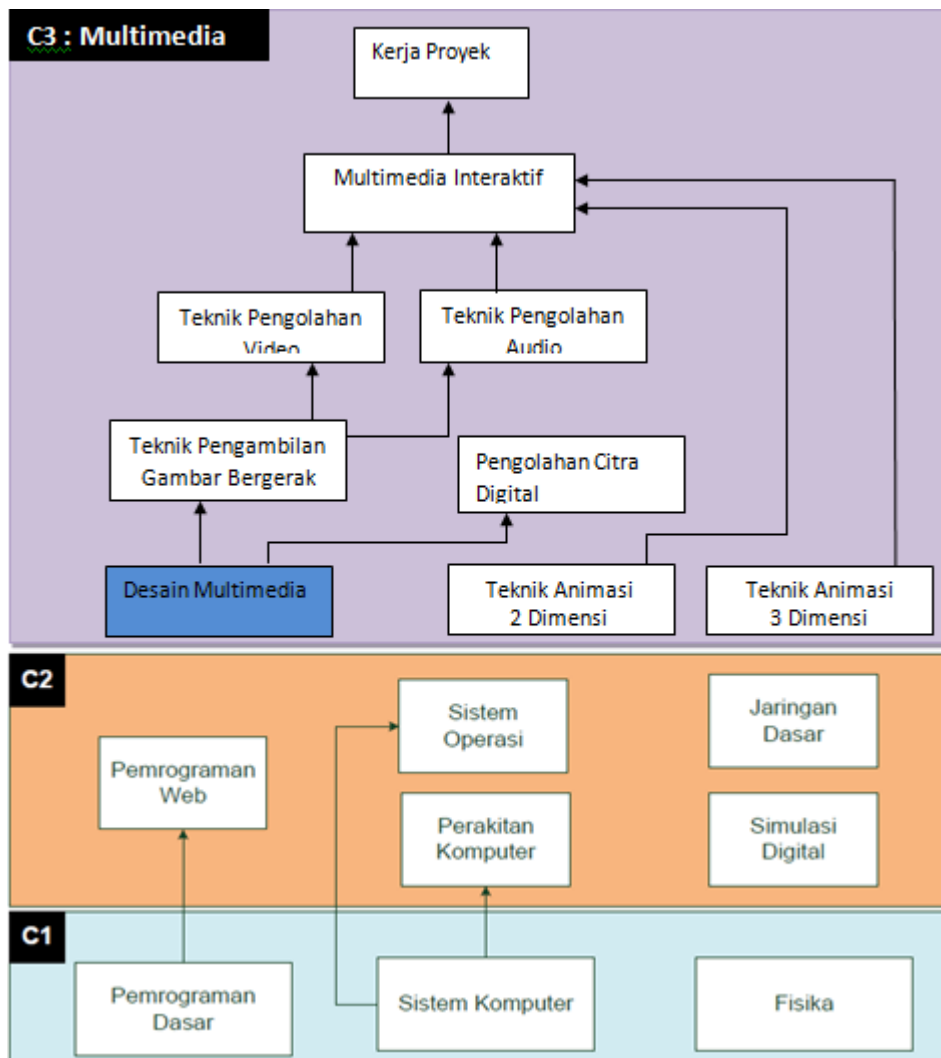 C3 : Multimedia
Kerja Proyek
Multimedia Interaktif
Teknik Pengolahan
Video
Teknik Pengolahan
Audio
Teknik Pengambilan
Gambar Bergerak
Pengolahan Citra
Digital
Desain Multimedia
Teknik Animasi
2 Dimensi
Teknik Animasi
3 Dimensi
C2
Sistem
Operasi
Jaringan
Dasar
Pemrograman
Web
Perakitan
Komputer
Simulasi
Digital
C1
Pemrograman
Dasar
Sistem Komputer
Fisika